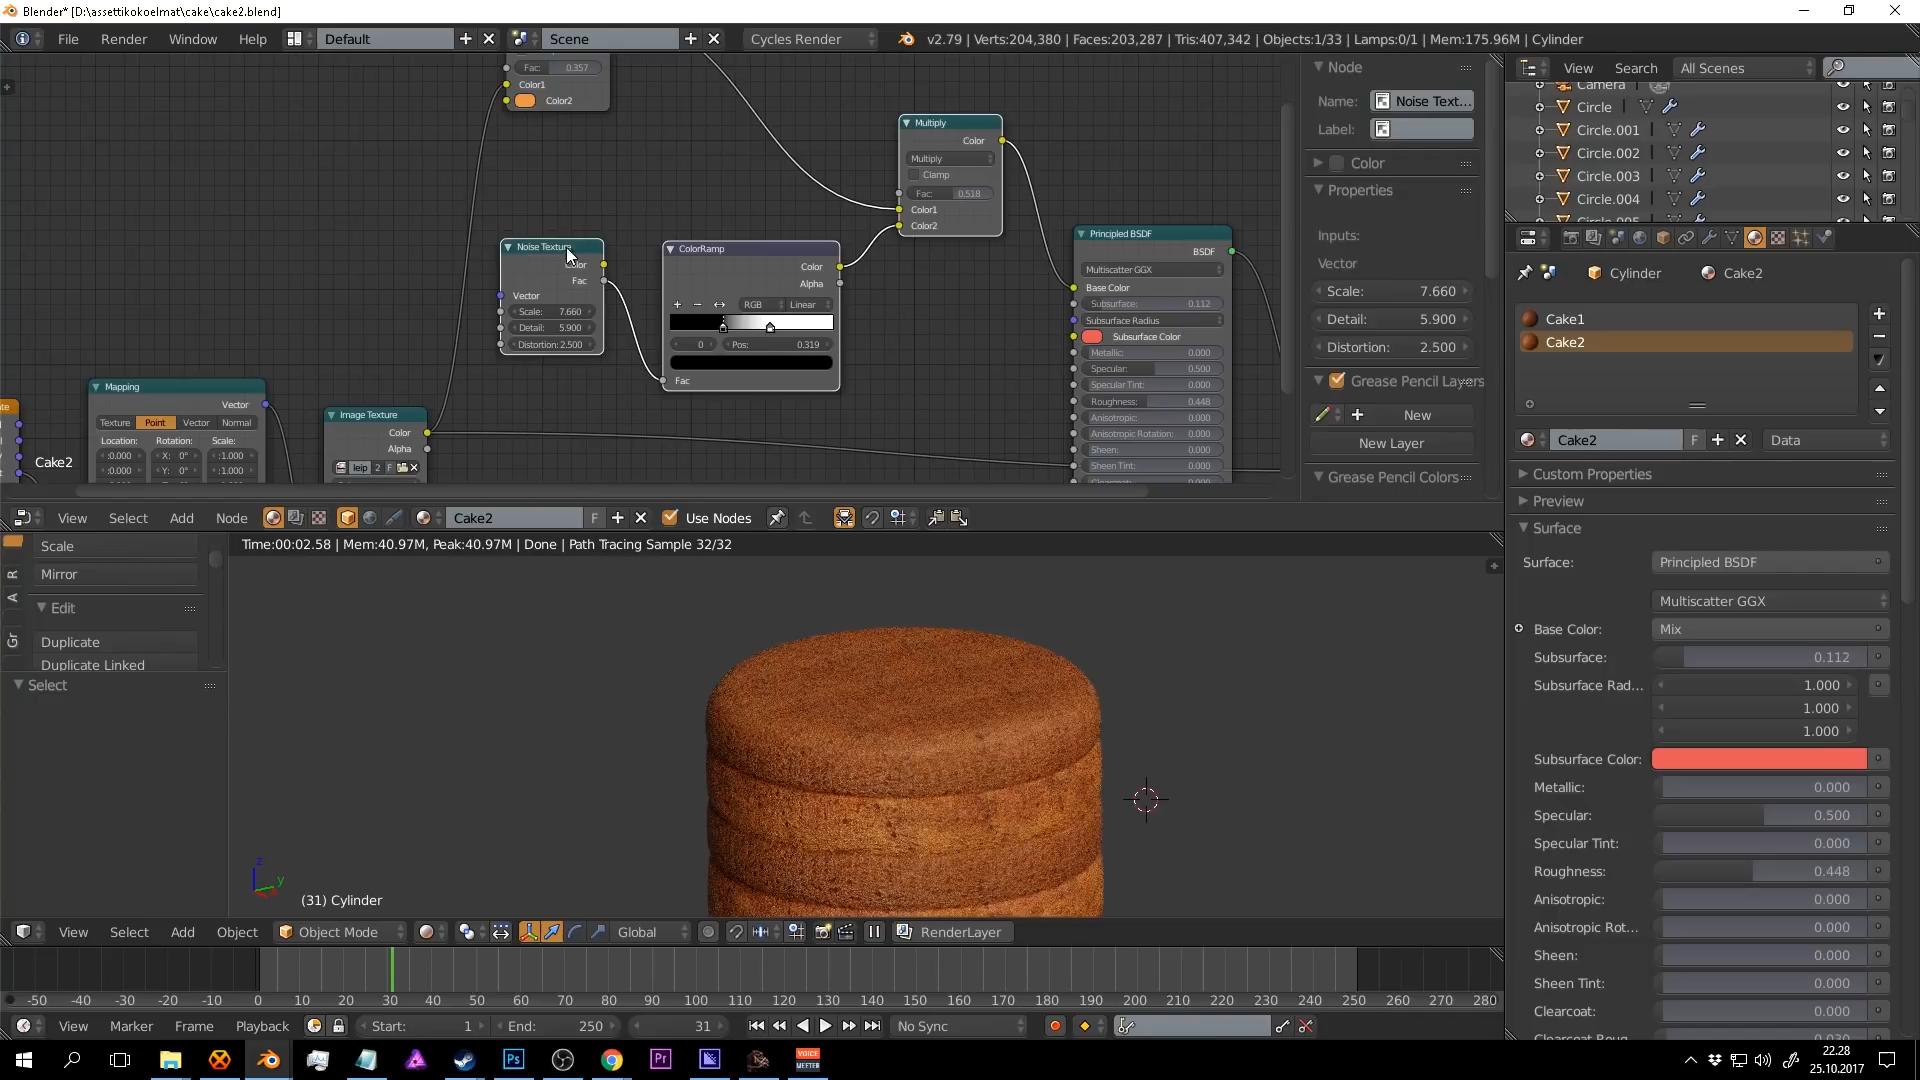 Blender* [D:\assettikokoelmat\cake\cake2.blend]
File Render Window Help Default Scene Cycles Render v2.79 | Verts:204,380 | Faces:203,287 | Tris:407,342 | Objects:1/33 | Lamps:0/1 | Mem:175.96M | Cylinder
Fac: 0.357
Color1
Color2
Multiply
Color
Multiply
Clamp
Fac: 0.518
Color1
Color2
Noise Texture
Color
Fac
Vector
Scale: 7.660
Detail: 5.900
Distortion: 2.500
ColorRamp
Color
Alpha
RGB Linear
0 Pos: 0.319
Fac
Principled BSDF
BSDF
Multiscatter GGX
Base Color
Subsurface: 0.112
Subsurface Radius
Subsurface Color
Metallic: 0.000
Specular: 0.500
Specular Tint: 0.000
Roughness: 0.448
Anisotropic: 0.000
Anisotropic Rotation: 0.000
Sheen: 0.000
Sheen Tint: 0.000
Mapping
Vector
Texture Point Vector Normal
Location: Rotation: Scale:
:0.000 X: 0° :1.000
:0.000 Y: 0° :1.000
Image Texture
Color
Alpha
leip 2 F
Cake2
Node
Name: Noise Text...
Label:
Color
Properties
Inputs:
Vector
Scale: 7.660
Detail: 5.900
Distortion: 2.500
Grease Pencil Layers
New
New Layer
Grease Pencil Colors
View Select Add Node Cake2 F Use Nodes
Scale
Mirror
Edit
Duplicate
Duplicate Linked
Select
R
A
Gr
Time:00:02.58 | Mem:40.97M, Peak:40.97M | Done | Path Tracing Sample 32/32
z
y
(31) Cylinder
View Select Add Object Object Mode Global RenderLayer
-50 -40 -30 -20 -10 0 10 20 30 40 50 60 70 80 90 100 110 120 130 140 150 160 170 180 190 200 210 220 230 240 250 260 270 280
View Marker Frame Playback Start: 1 End: 250 31 No Sync
View Search All Scenes
Camera
Circle
Circle.001
Circle.002
Circle.003
Circle.004
Circle.005
Cylinder Cake2
Cake1
Cake2
Cake2 F Data
Custom Properties
Preview
Surface
Surface: Principled BSDF
Multiscatter GGX
Base Color: Mix
Subsurface: 0.112
Subsurface Rad... 1.000
1.000
1.000
Subsurface Color:
Metallic: 0.000
Specular: 0.500
Specular Tint: 0.000
Roughness: 0.448
Anisotropic: 0.000
Anisotropic Rot... 0.000
Sheen: 0.000
Sheen Tint: 0.000
Clearcoat: 0.000
Ps
Pr
VOICE
MEETER
22.28
25.10.2017